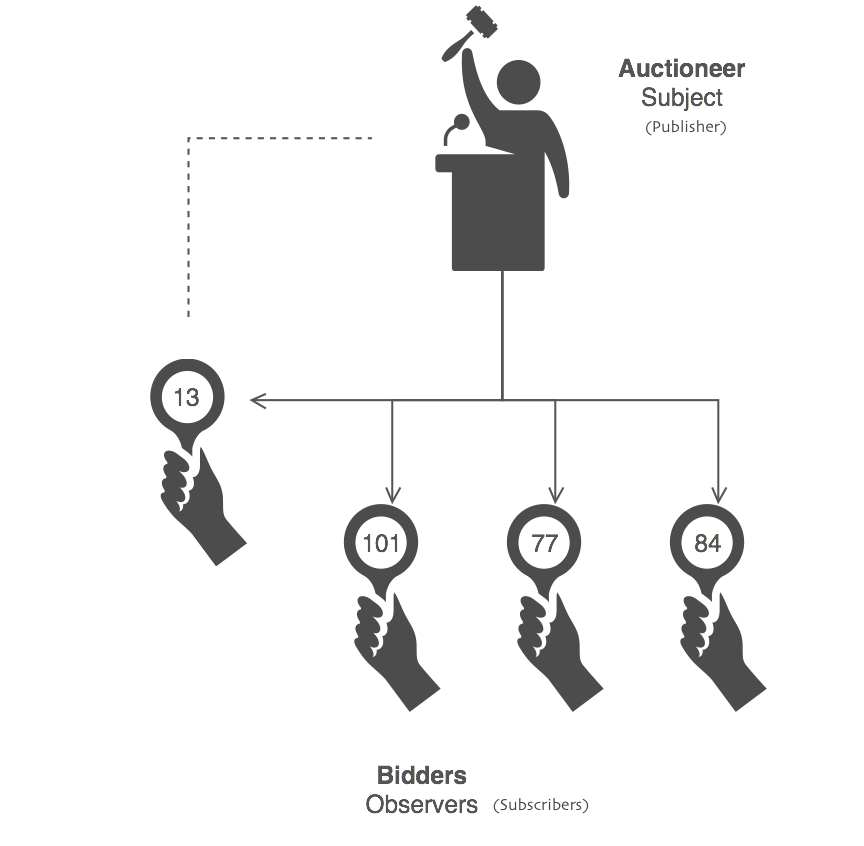 Auctioneer
Subject
(Publisher)
13
101
77
84
Bidders
Observers (Subscribers)